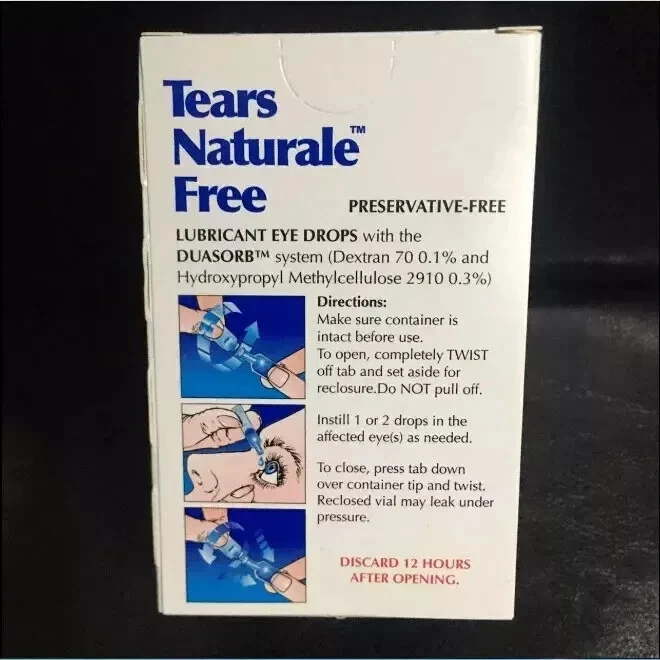 Tears
Naturale™
Free
PRESERVATIVE-FREE
LUBRICANT EYE DROPS with the
DUASORB™ system (Dextran 70 0.1% and
Hydroxypropyl Methylcellulose 2910 0.3%)
Directions:
Make sure container is
intact before use.
To open, completely TWIST
off tab and set aside for
reclosure.Do NOT pull off.
Instill 1 or 2 drops in the
affected eye(s) as needed.
To close, press tab down
over container tip and twist.
Reclosed vial may leak under
pressure.
DISCARD 12 HOURS
AFTER OPENING.